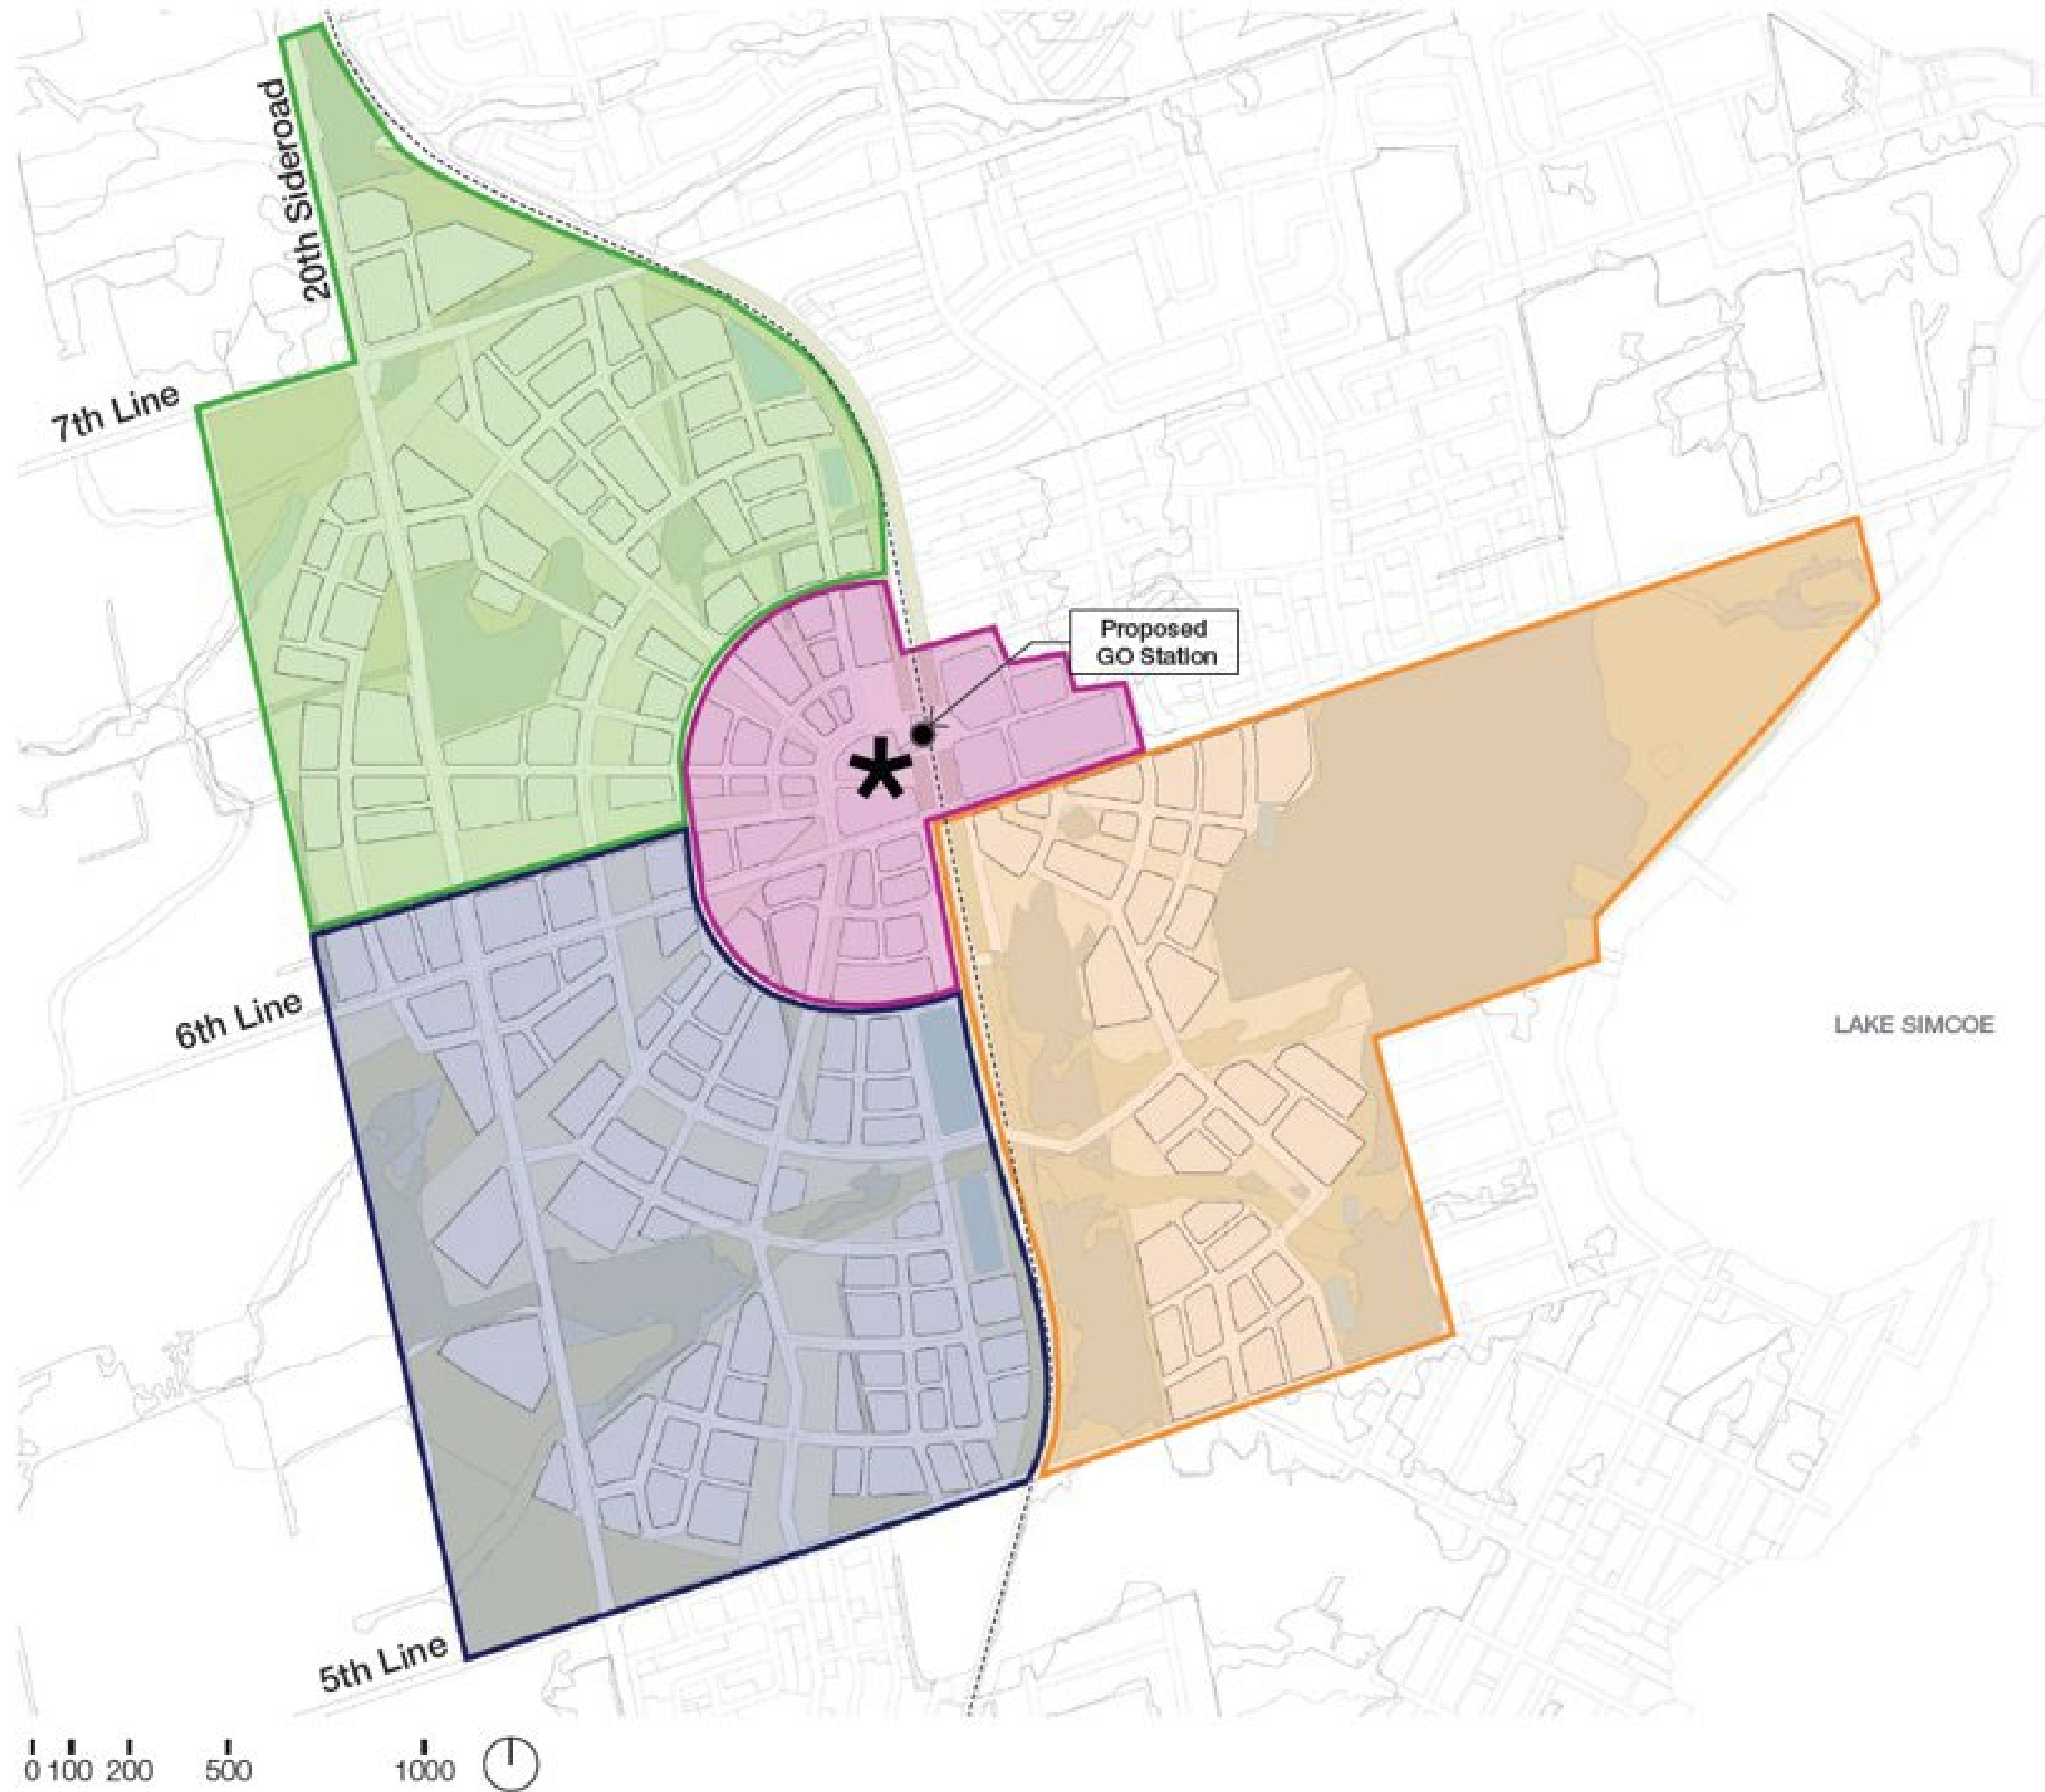 20th Sideroad
7th Line
Proposed
GO Station
6th Line
LAKE SIMCOE
5th Line
0 100 200 500 1000